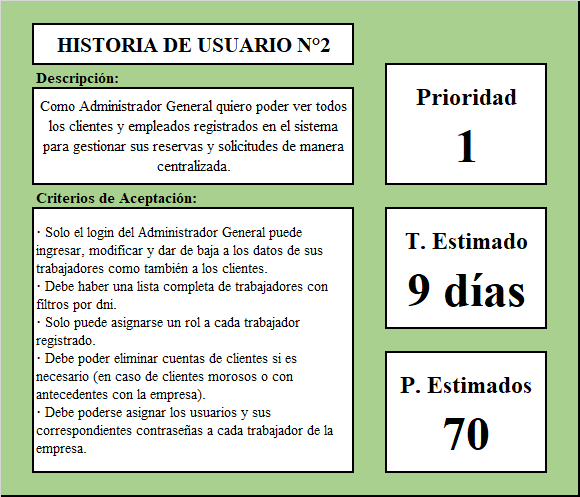 HISTORIA DE USUARIO N°2
Descripción:
Como Administrador General quiero poder ver todos
los clientes y empleados registrados en el sistema
para gestionar sus reservas y solicitudes de manera
centralizada.
Criterios de Aceptación:
· Solo el login del Administrador General puede
ingresar, modificar y dar de baja a los datos de sus
trabajadores como también a los clientes.
· Debe haber una lista completa de trabajadores con
filtros por dni.
· Solo puede asignarse un rol a cada trabajador
registrado.
· Debe poder eliminar cuentas de clientes si es
necesario (en caso de clientes morosos o con
antecedentes con la empresa).
· Debe poderse asignar los usuarios y sus
correspondientes contraseñas a cada trabajador de la
empresa.
Prioridad
1
T. Estimado
9 días
P. Estimados
70